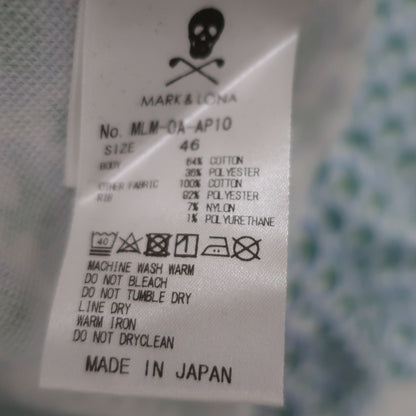 MARK & LONA
No. MLM-0A-AP10
SIZE 46
BODY 64% COTTON
36% POLYESTER
OTHER FABRIC 100% COTTON
RIB 92% POLYESTER
7% NYLON
1% POLYURETHANE
40
MACHINE WASH WARM
DO NOT BLEACH
DO NOT TUMBLE DRY
LINE DRY
WARM IRON
DO NOT DRYCLEAN
MADE IN JAPAN